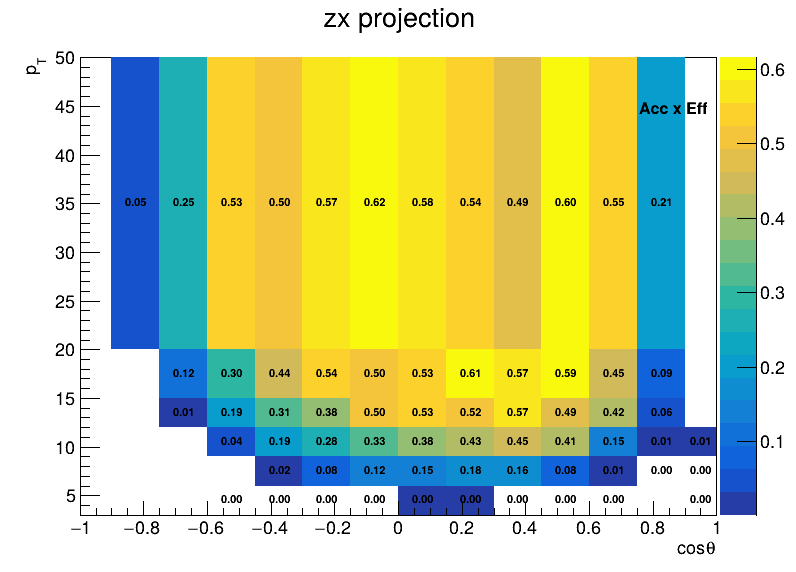 zx projection
p_T
50
45
40
35
30
25
20
15
10
5
Acc x Eff
0.05 0.25 0.53 0.50 0.57 0.62 0.58 0.54 0.49 0.60 0.55 0.21
0.12 0.30 0.44 0.54 0.50 0.53 0.61 0.57 0.59 0.45 0.09
0.01 0.19 0.31 0.38 0.50 0.53 0.52 0.57 0.49 0.42 0.06
0.04 0.19 0.28 0.33 0.38 0.43 0.45 0.41 0.15 0.01 0.01
0.02 0.08 0.12 0.15 0.18 0.16 0.08 0.01 0.00 0.00
0.00 0.00 0.00 0.00 0.00 0.00 0.00 0.00 0.00 0.00
−1 −0.8 −0.6 −0.4 −0.2 0 0.2 0.4 0.6 0.8 1
cosθ
0.6
0.5
0.4
0.3
0.2
0.1